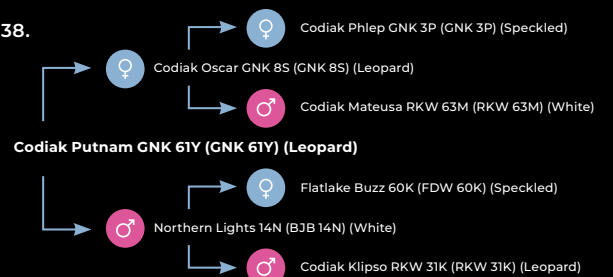 38.
Codiak Phlep GNK 3P (GNK 3P) (Speckled)
Codiak Oscar GNK 8S (GNK 8S) (Leopard)
Codiak Mateusa RKW 63M (RKW 63M) (White)
Codiak Putnam GNK 61Y (GNK 61Y) (Leopard)
Flatlake Buzz 60K (FDW 60K) (Speckled)
Northern Lights 14N (BJB 14N) (White)
Codiak Klipso RKW 31K (RKW 31K) (Leopard)